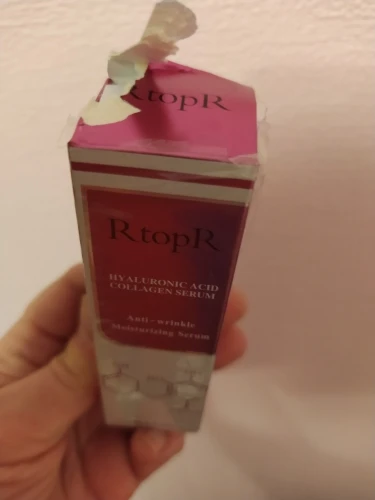 RtopR
RtopR
HYALURONIC ACID
COLLAGEN SERUM
Anti-wrinkle
Moisturizing Serum